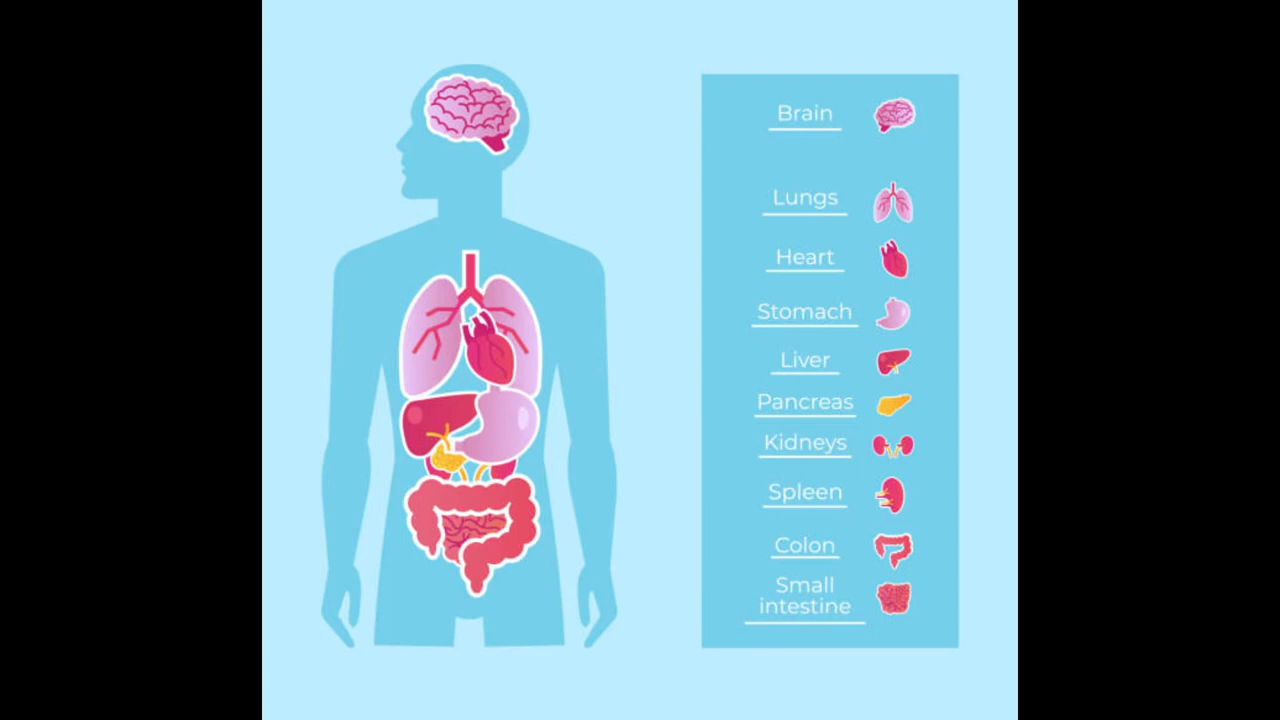 Brain
Lungs
Heart
Stomach
Liver
Pancreas
Kidneys
Spleen
Colon
Small
intestine